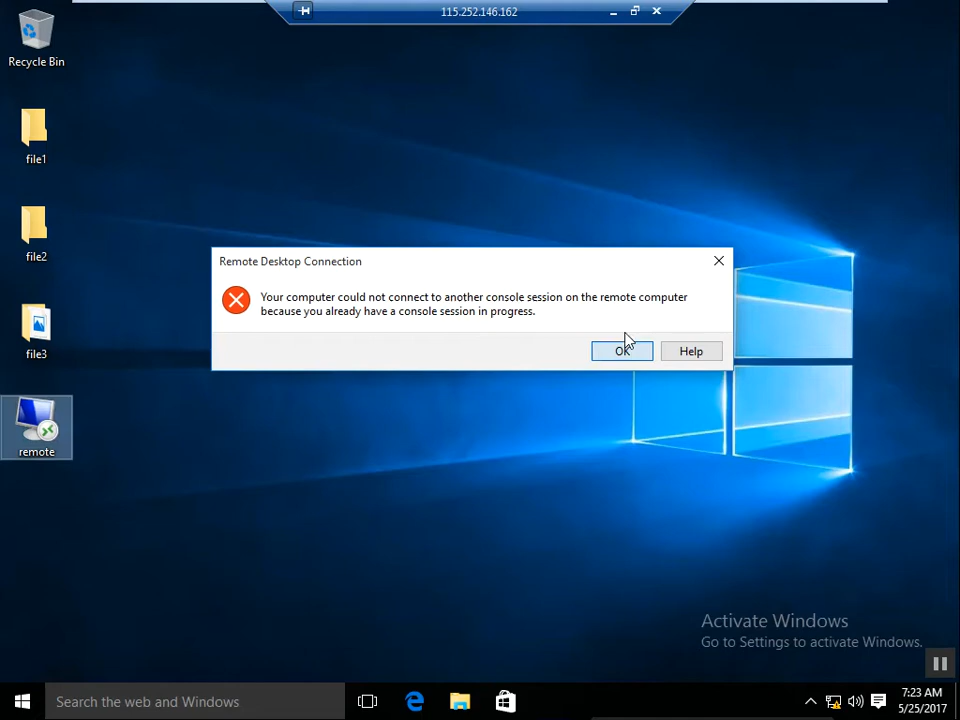 115.252.146.162
Recycle Bin
file1
file2
file3
remote
Remote Desktop Connection
Your computer could not connect to another console session on the remote computer
because you already have a console session in progress.
OK
Help
Activate Windows
Go to Settings to activate Windows.
Search the web and Windows
7:23 AM
5/25/2017